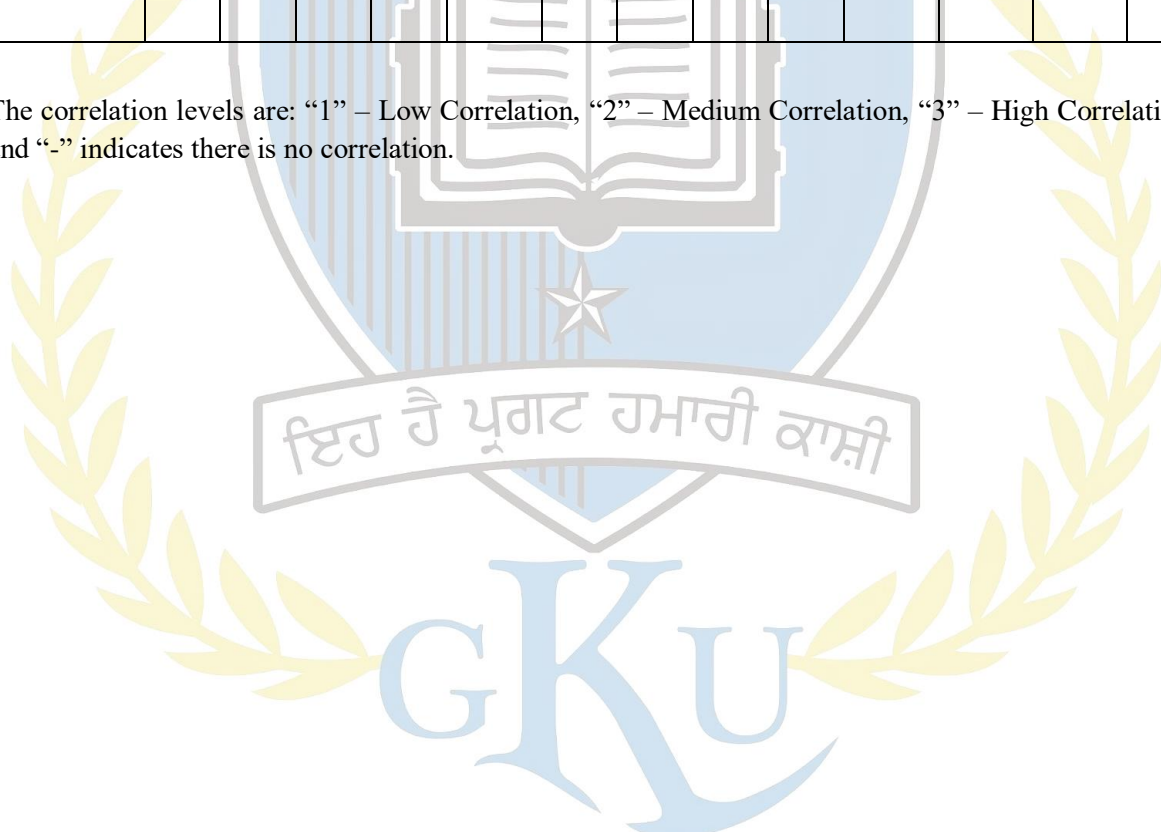 The correlation levels are: “1” – Low Correlation, “2” – Medium Correlation, “3” – High Correlati
nd “-” indicates there is no correlation.
ਇਹ ਹੈ ਪ੍ਰਗਟ ਹਮਾਰੀ ਕਾਸ਼ੀ
GKU